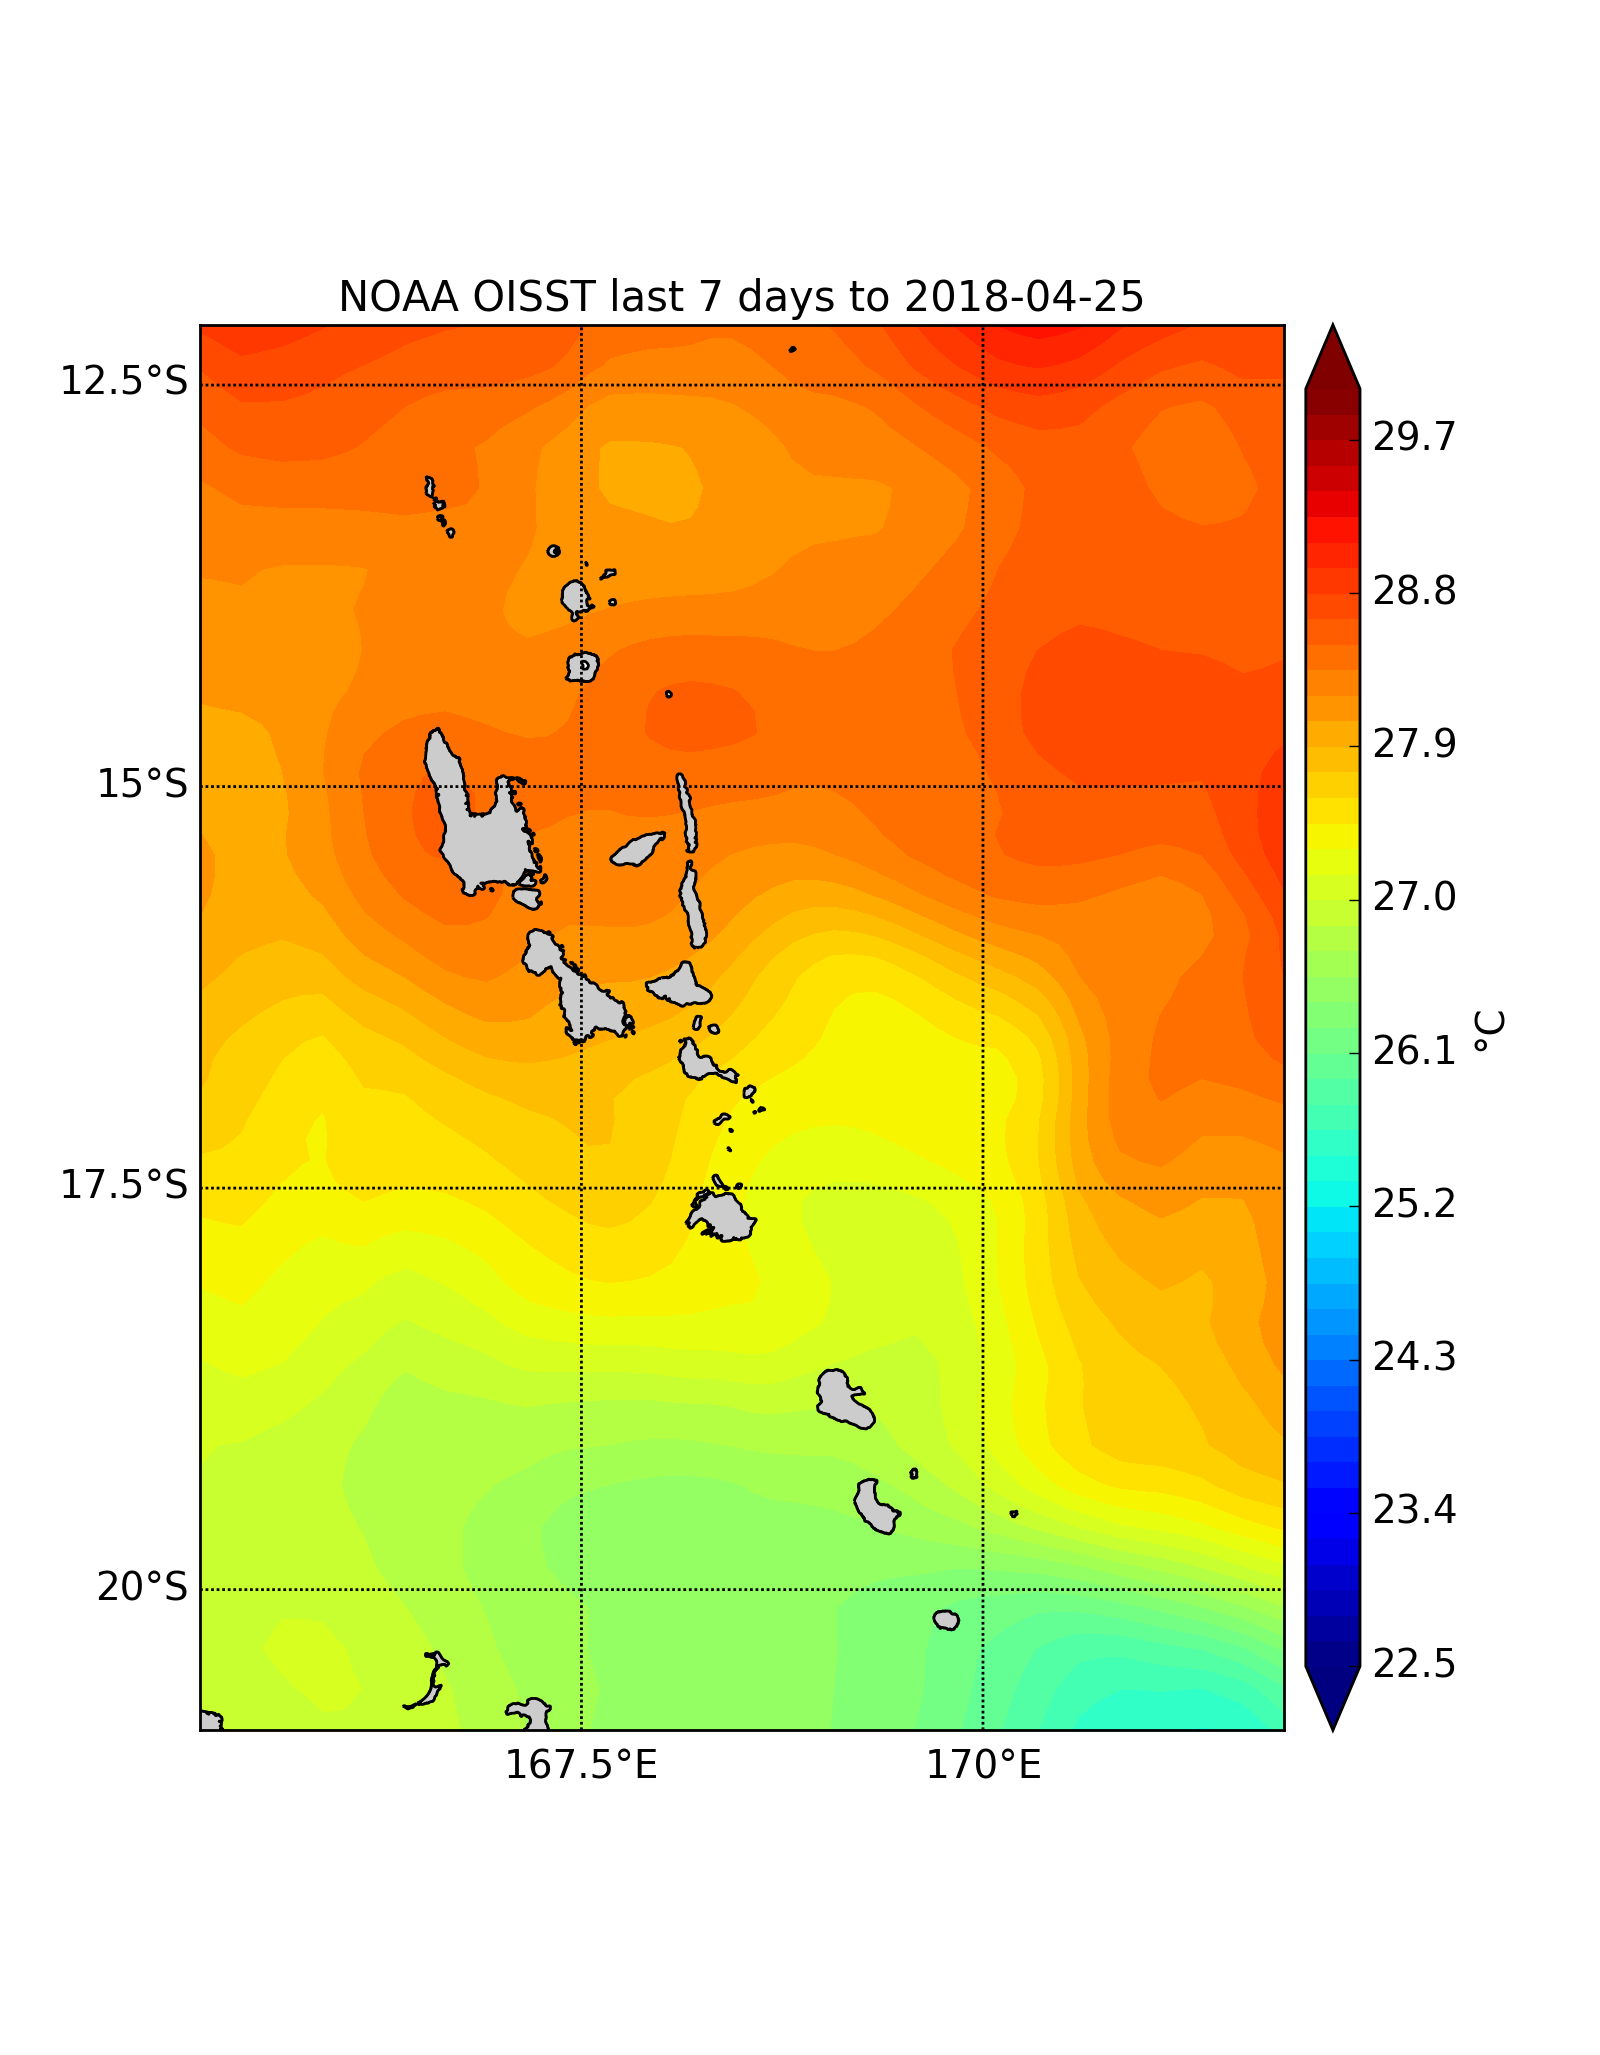 NOAA OISST last 7 days to 2018-04-25
12.5°S
15°S
17.5°S
20°S
167.5°E
170°E
29.7
28.8
27.9
27.0
26.1
25.2
24.3
23.4
22.5
°C